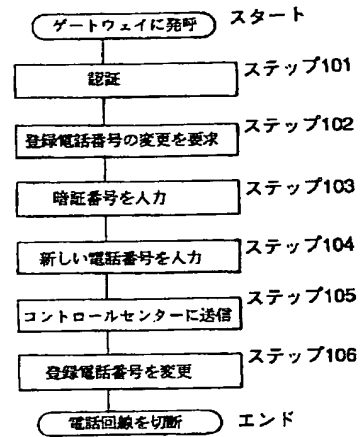 ゲートウェイに発呼 スタート
認証 ステップ101
登録電話番号の変更を要求 ステップ102
暗証番号を入力 ステップ103
新しい電話番号を入力 ステップ104
コントロールセンターに送信 ステップ105
登録電話番号を変更 ステップ106
電話回線を切断 エンド